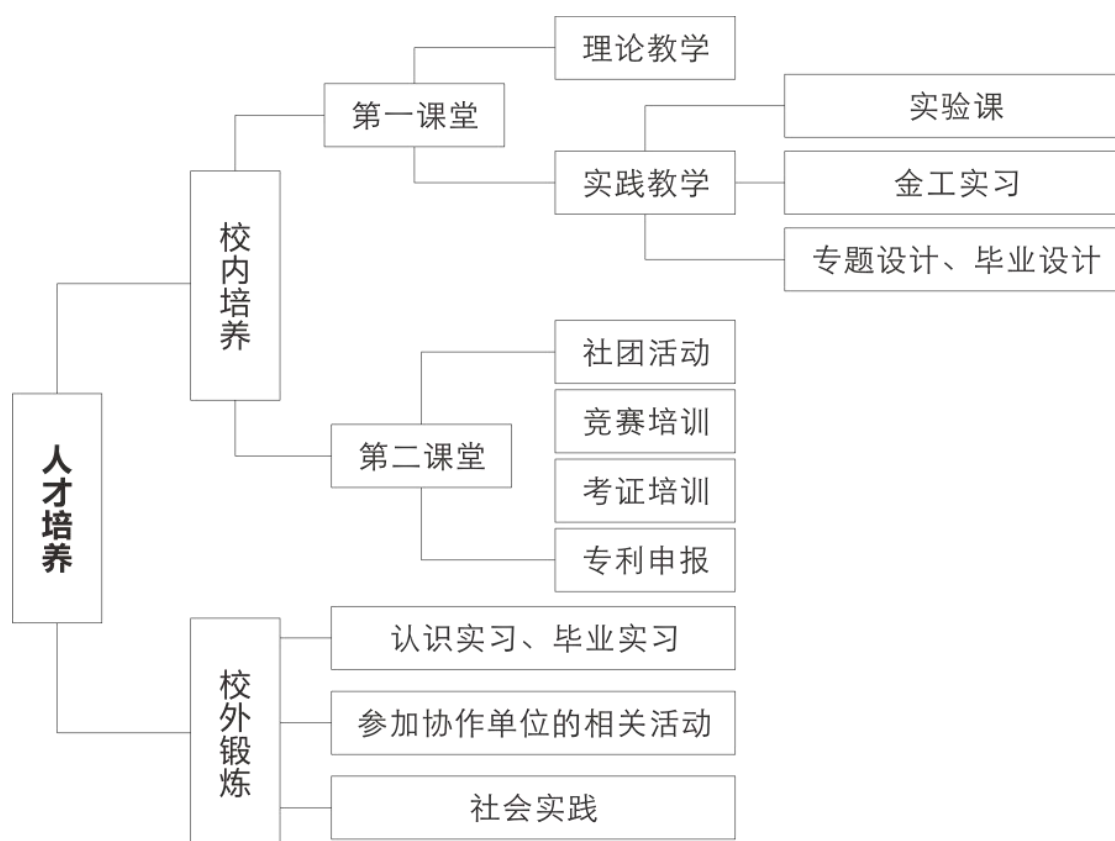 人才培养
校内培养
第一课堂
理论教学
实践教学
实验课
金工实习
专题设计、毕业设计
第二课堂
社团活动
竞赛培训
考证培训
专利申报
校外锻炼
认识实习、毕业实习
参加协作单位的相关活动
社会实践